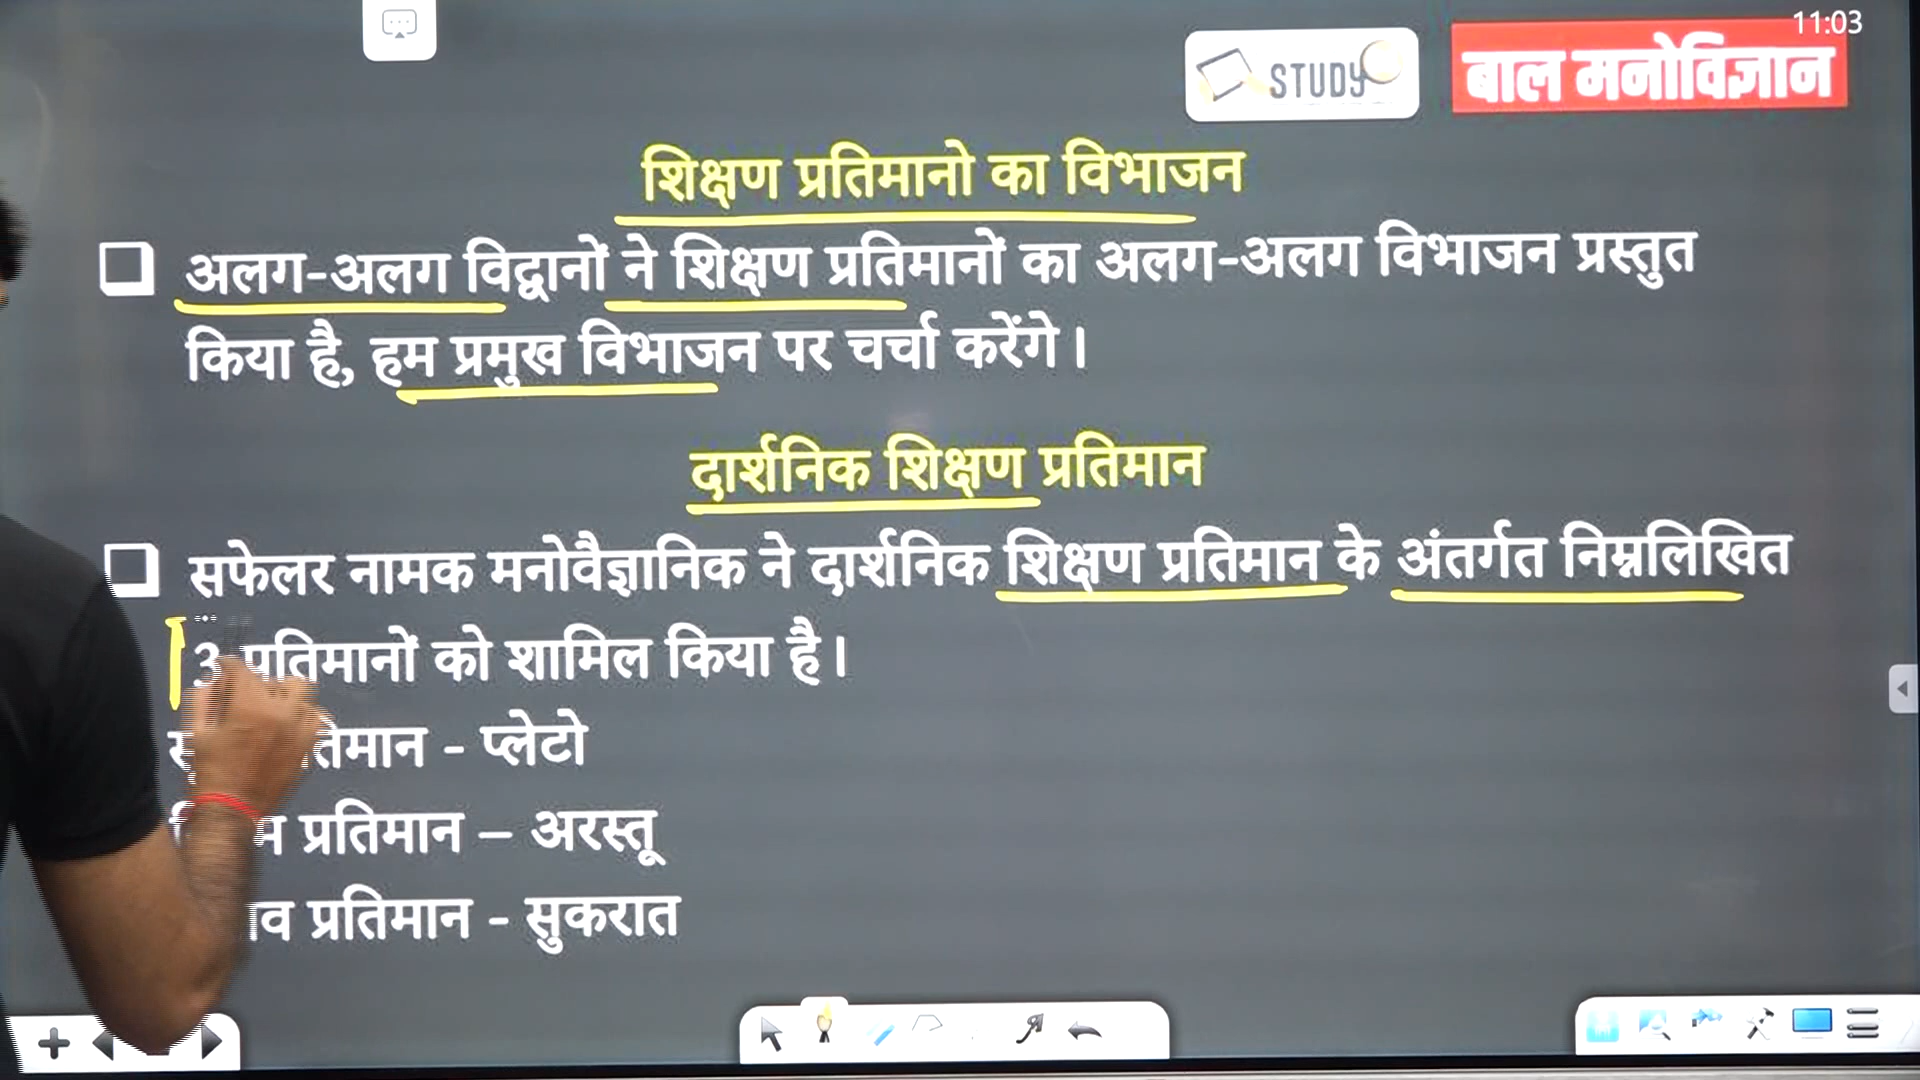 11:03
STUDY
बाल मनोविज्ञान
शिक्षण प्रतिमानो का विभाजन
अलग-अलग विद्वानों ने शिक्षण प्रतिमानों का अलग-अलग विभाजन प्रस्तुत
किया है, हम प्रमुख विभाजन पर चर्चा करेंगे।
दार्शनिक शिक्षण प्रतिमान
सफेलर नामक मनोवैज्ञानिक ने दार्शनिक शिक्षण प्रतिमान के अंतर्गत निम्नलिखित
3 प्रतिमानों को शामिल किया है।
- प्लेटो
प्रतिमान – अरस्तू
प्रतिमान - सुकरात